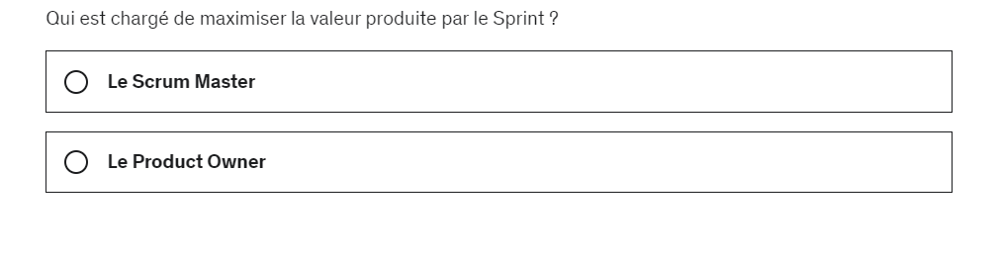 Qui est chargé de maximiser la valeur produite par le Sprint ?
Le Scrum Master
Le Product Owner